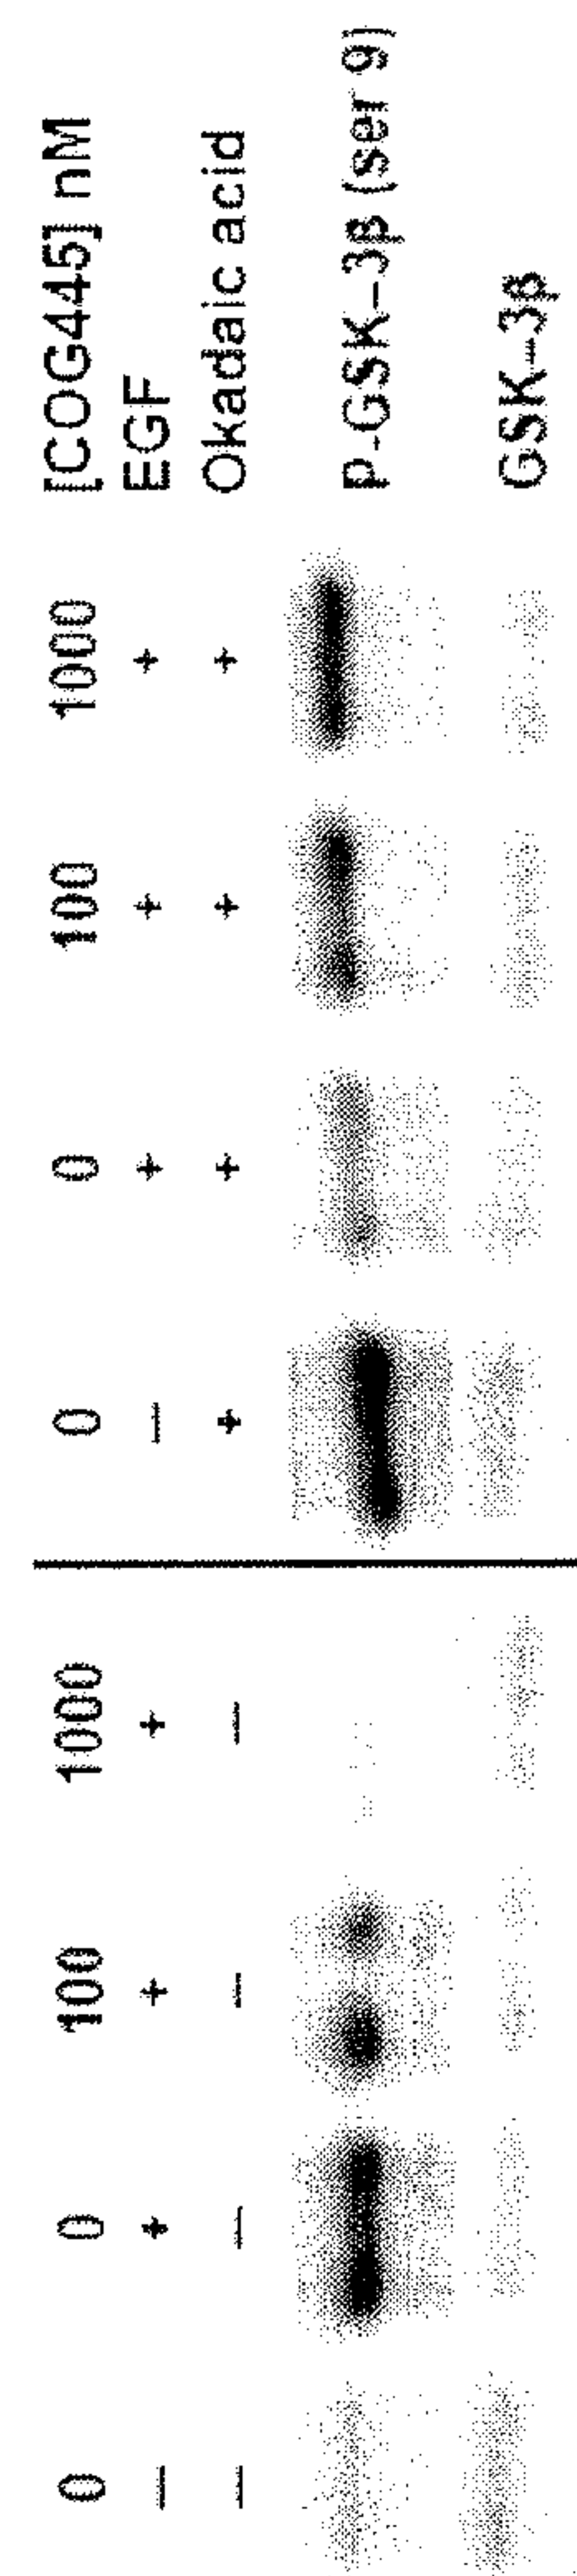 0 0 100 1000 0 0 100 1000 [COG445] nM
– + + + – + + + EGF
– – – – + + + + Okadaic acid
P-GSK–3β (ser 9)
GSK–3β